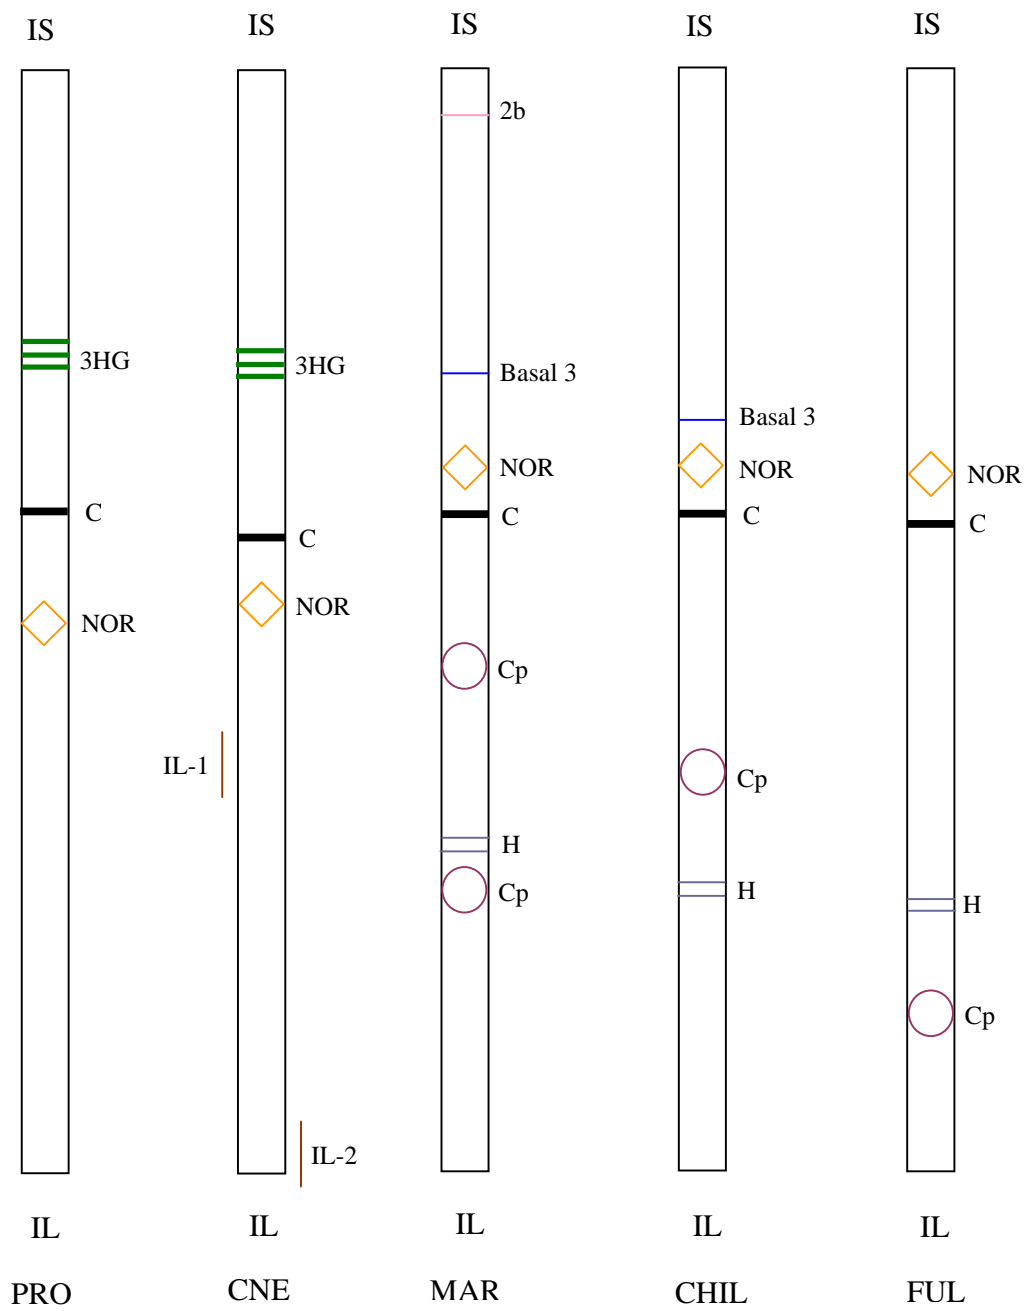 IS
IS
IS
IS
IS
2b
3HG
3HG
Basal 3
Basal 3
NOR
NOR
NOR
C
C
C
C
C
NOR
NOR
Cp
IL-1
Cp
H
Cp
H
H
Cp
IL-2
IL
IL
IL
IL
IL
PRO
CNE
MAR
CHIL
FUL